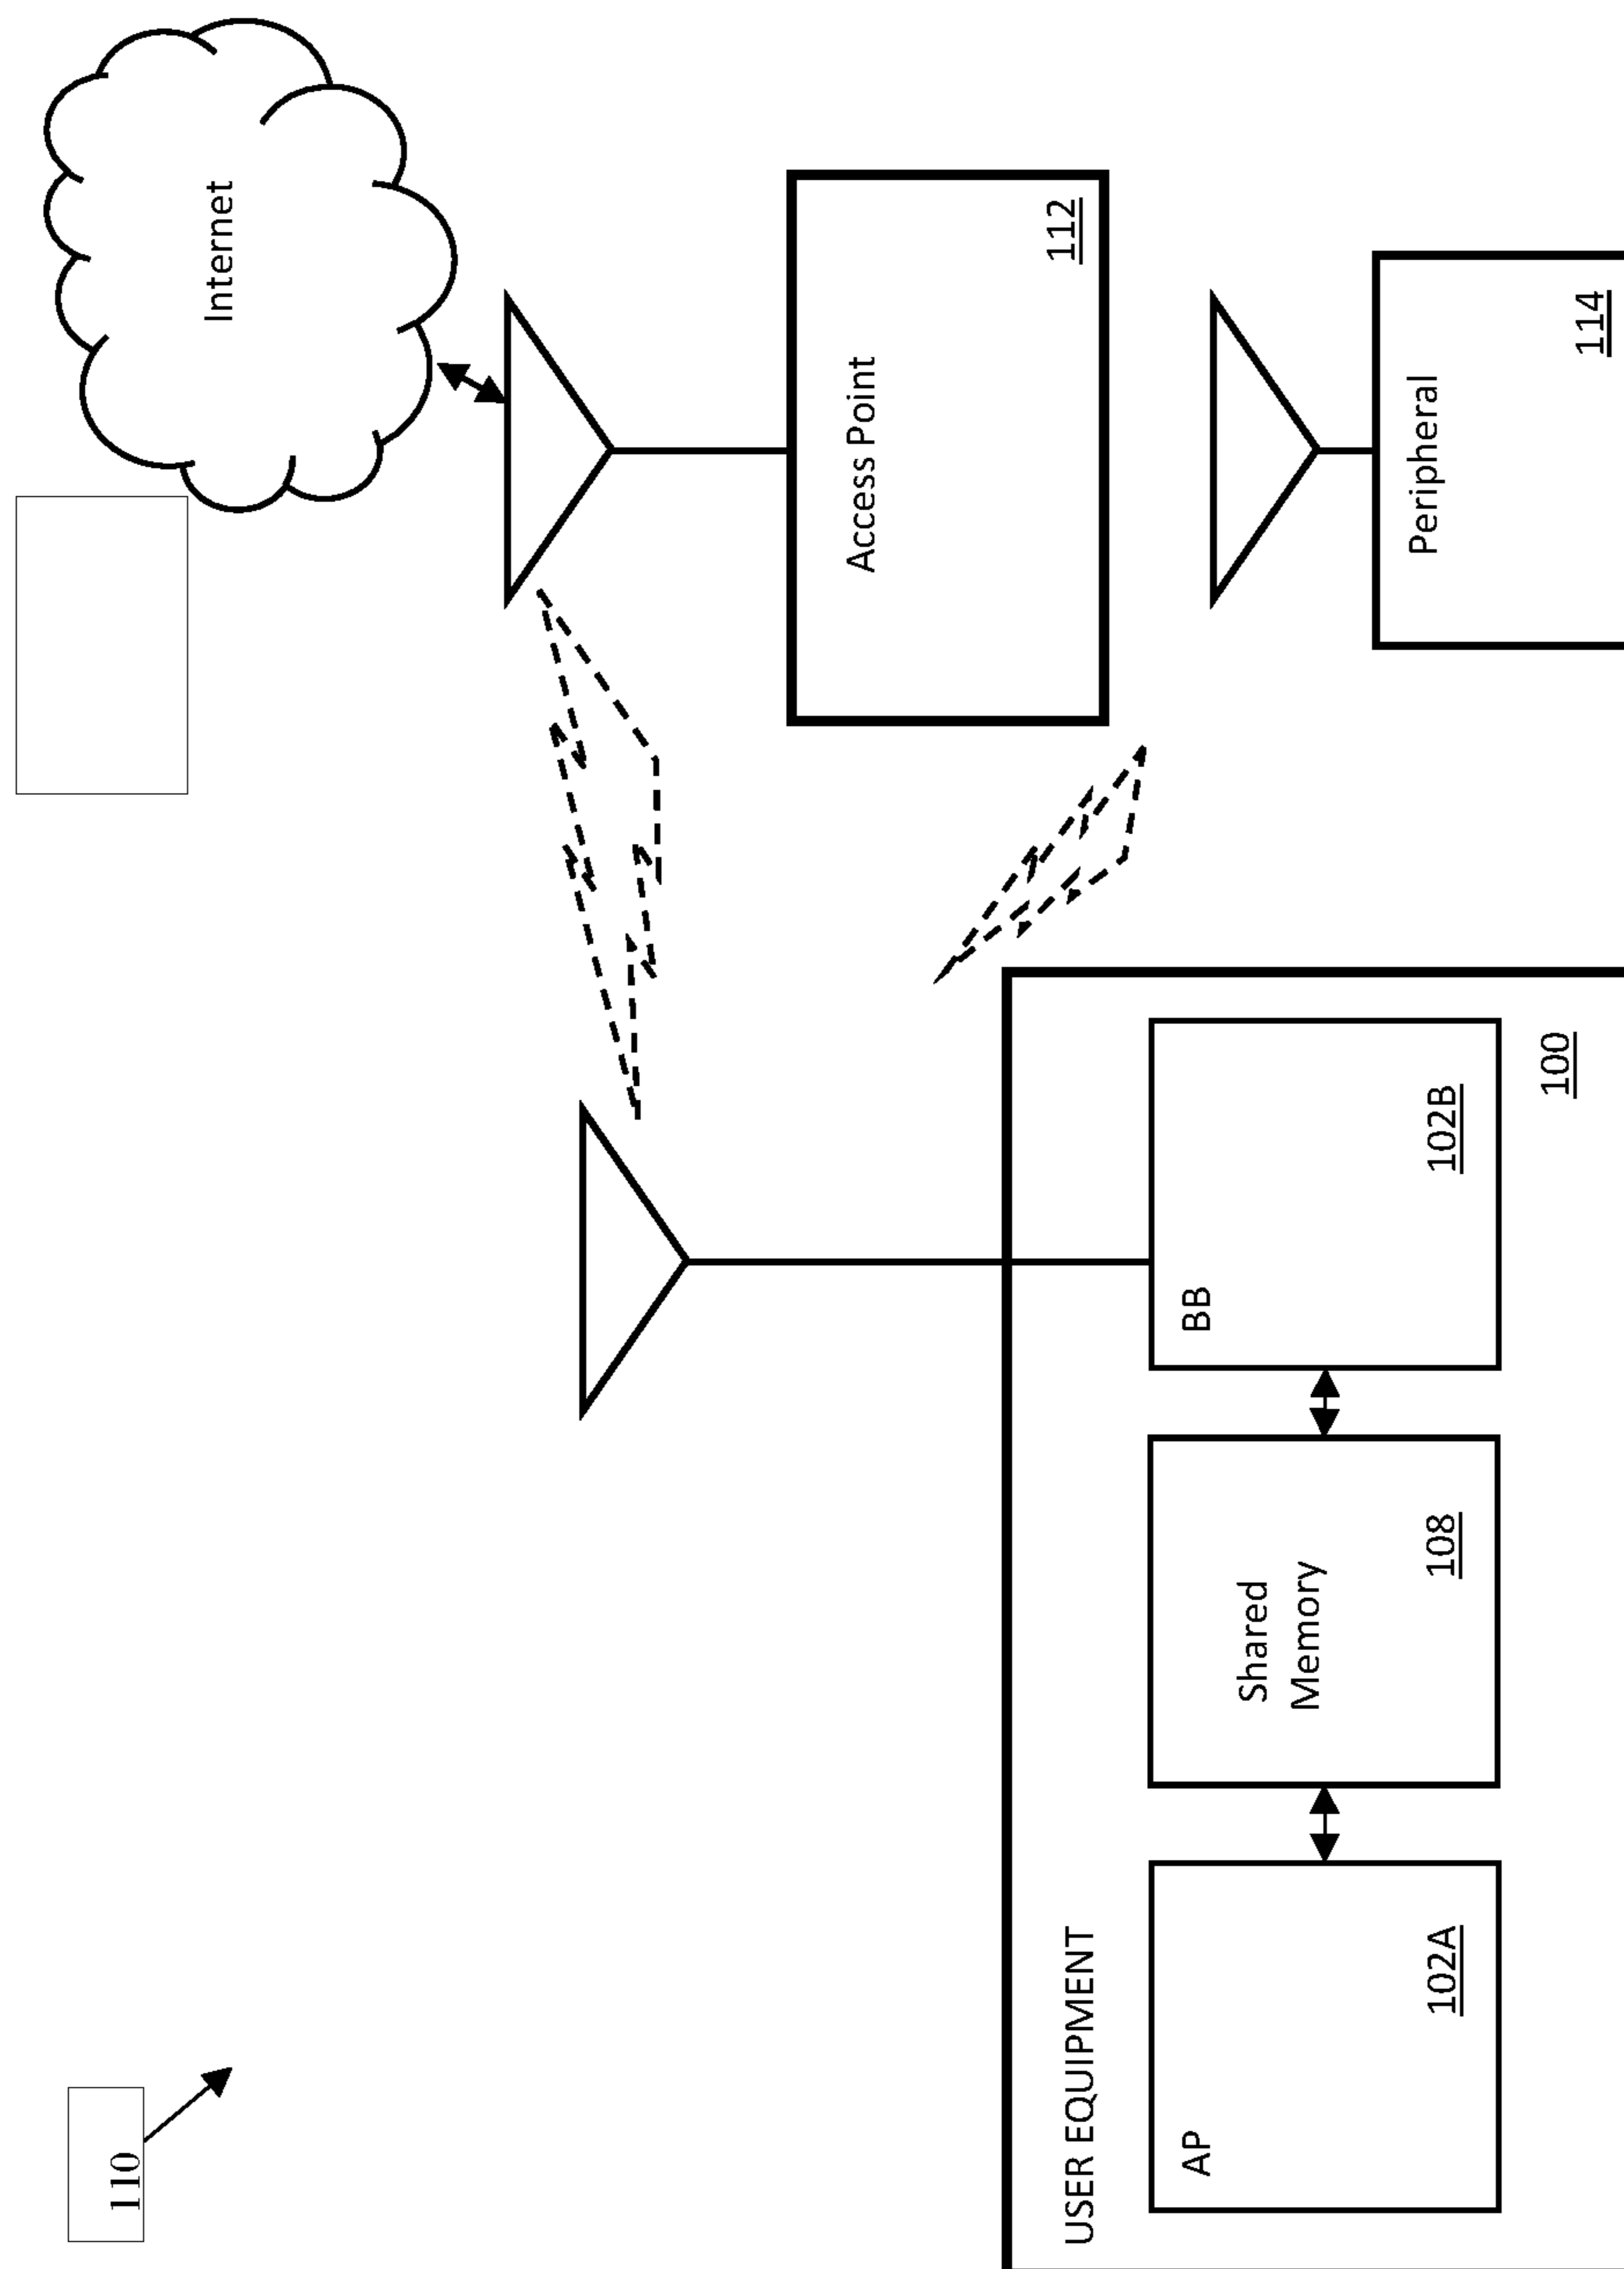 110
Internet
Access Point
112
Peripheral
114
USER EQUIPMENT
AP
102A
Shared
Memory
108
BB
102B
100